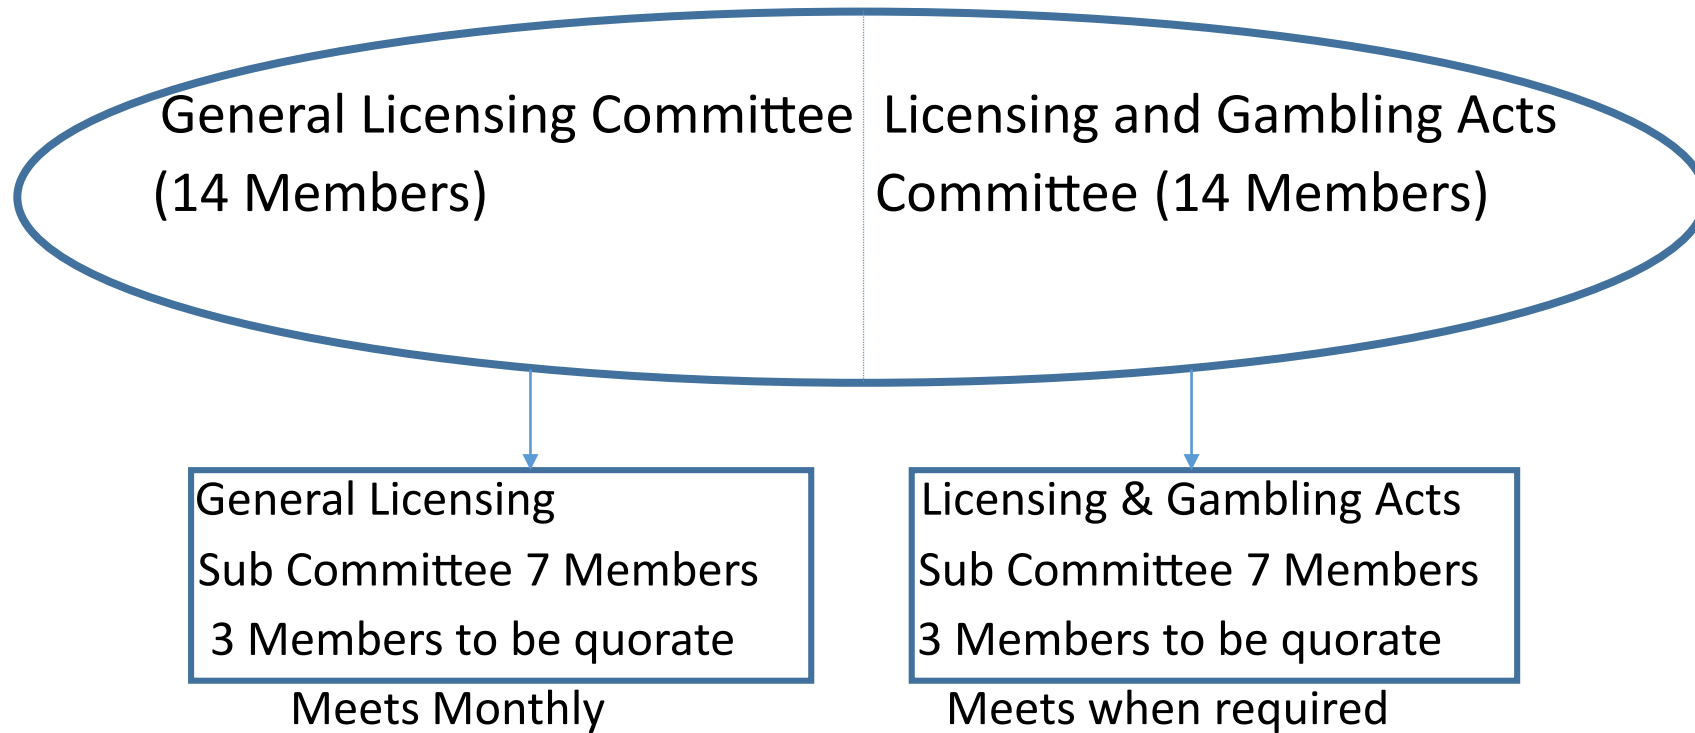 General Licensing Committee
(14 Members)
Licensing and Gambling Acts
Committee (14 Members)
General Licensing
Sub Committee 7 Members
3 Members to be quorate
Meets Monthly
Licensing & Gambling Acts
Sub Committee 7 Members
3 Members to be quorate
Meets when required